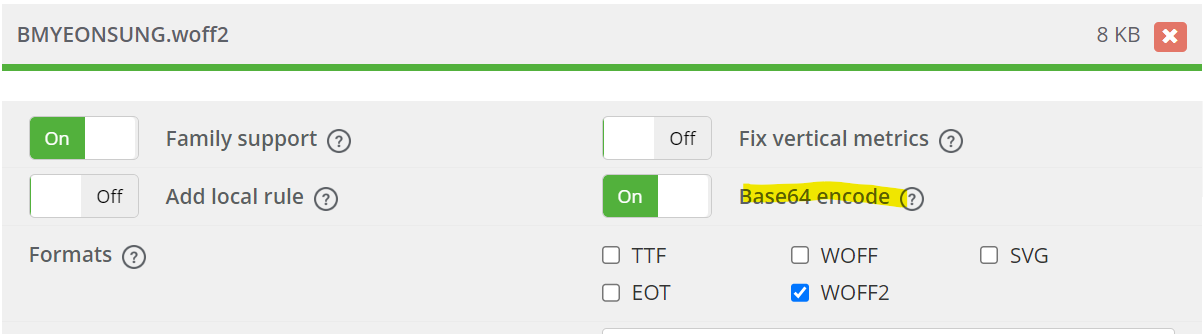 BMYEONSUNG.woff2 8 KB
On Family support ? Off Fix vertical metrics ?
Off Add local rule ? On Base64 encode ?
Formats ? TTF WOFF SVG
EOT WOFF2